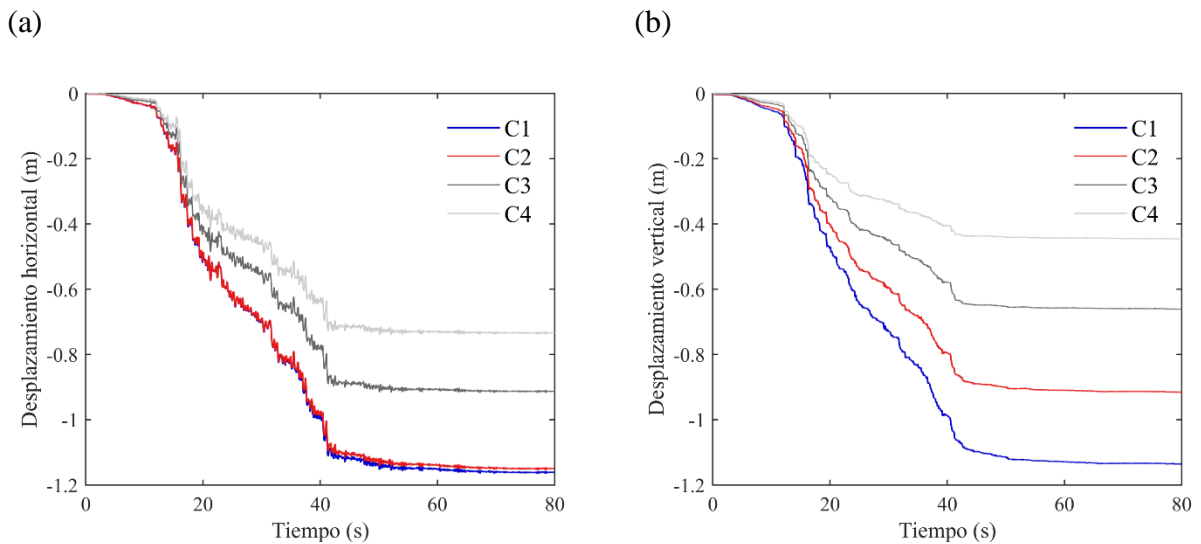 (a)
0
-0.2
-0.4
-0.6
-0.8
-1
-1.2
0
20
40
60
80
Desplazamiento horizontal (m)
Tiempo (s)
C1
C2
C3
C4
(b)
0
-0.2
-0.4
-0.6
-0.8
-1
-1.2
0
20
40
60
80
Desplazamiento vertical (m)
Tiempo (s)
C1
C2
C3
C4